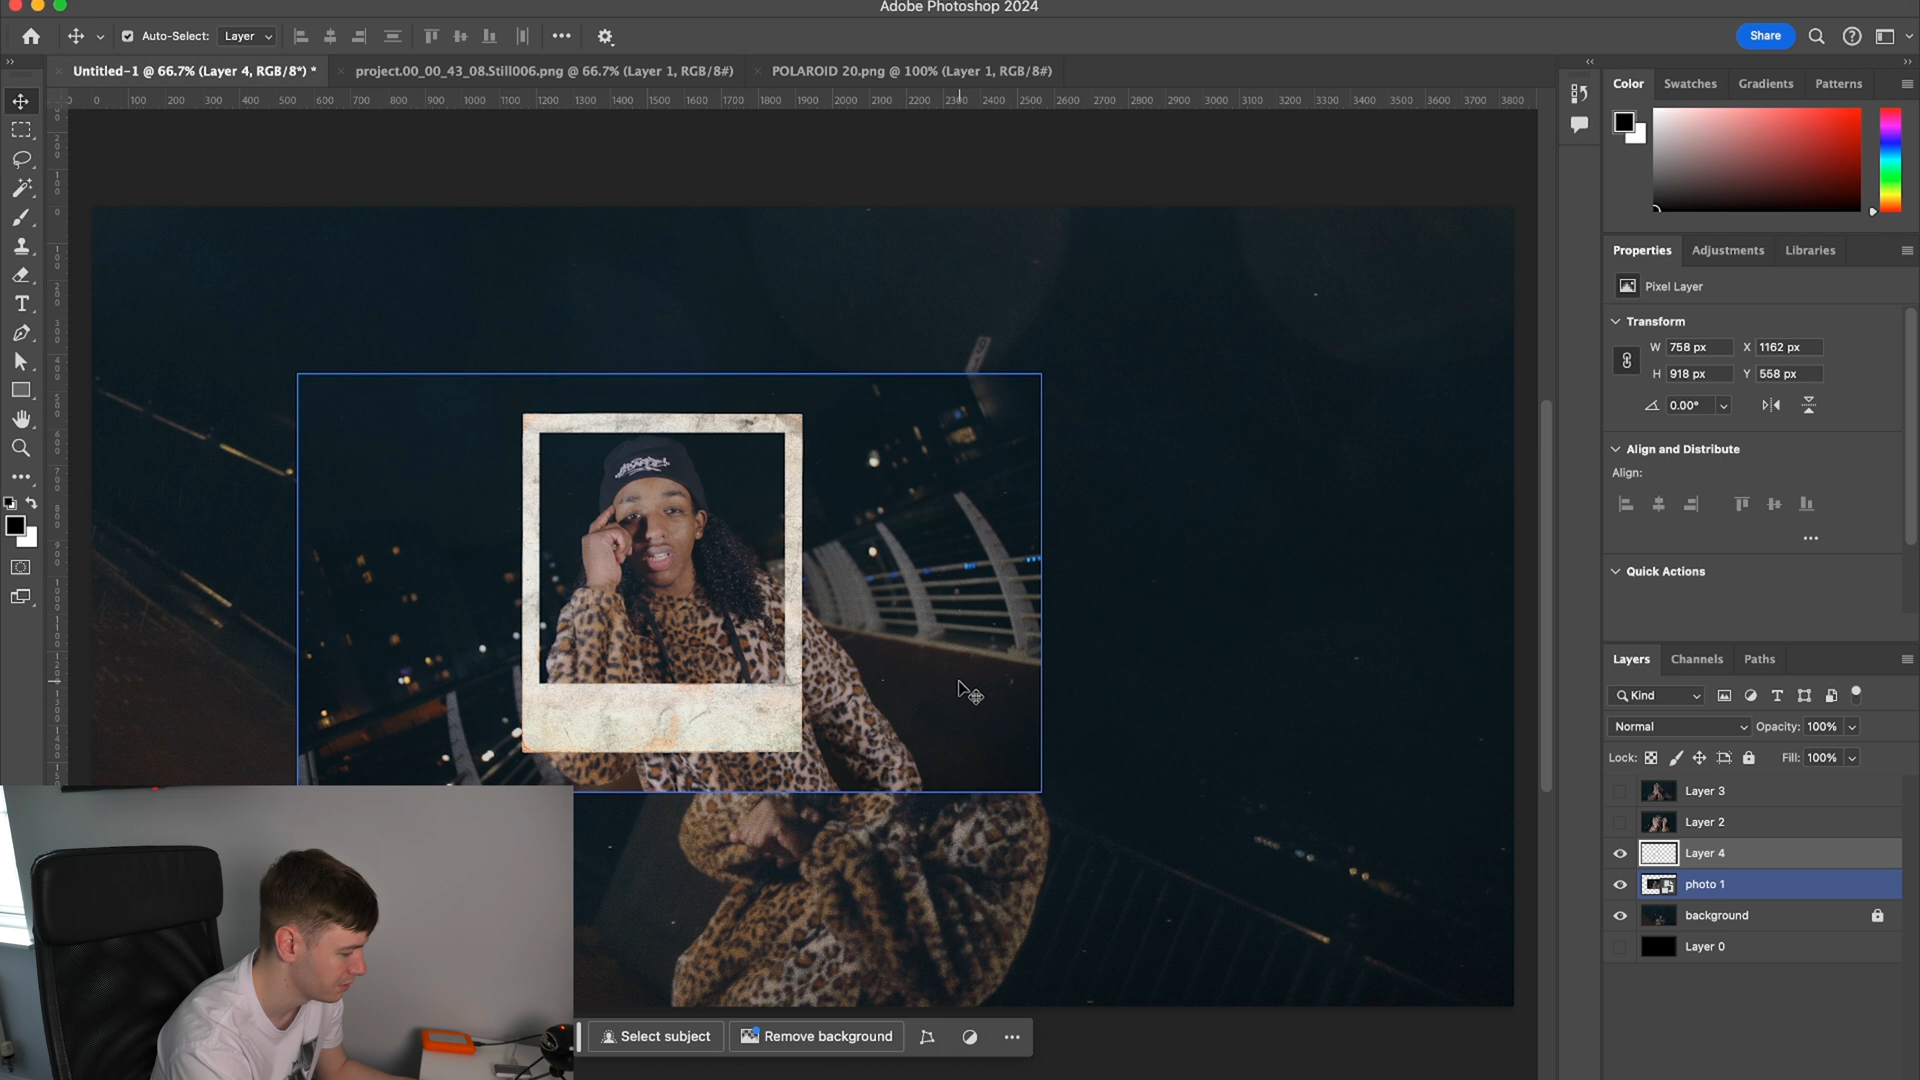 Adobe Photoshop 2024
Auto-Select: Layer
Share
Untitled-1 @ 66.7% (Layer 4, RGB/8*) *
project.00_00_43_08.Still006.png @ 66.7% (Layer 1, RGB/8#)
POLAROID 20.png @ 100% (Layer 1, RGB/8#)
0 100 200 300 400 500 600 700 800 900 1000 1100 1200 1300 1400 1500 1600 1700 1800 1900 2000 2100 2200 2300 2400 2500 2600 2700 2800 2900 3000 3100 3200 3300 3400 3500 3600 3700 3800
Color Swatches Gradients Patterns
Properties Adjustments Libraries
Pixel Layer
Transform
W 758 px X 1162 px
H 918 px Y 558 px
0.00°
Align and Distribute
Align:
Quick Actions
Layers Channels Paths
Kind
Normal Opacity: 100%
Lock: Fill: 100%
Layer 3
Layer 2
Layer 4
photo 1
background
Layer 0
Select subject Remove background